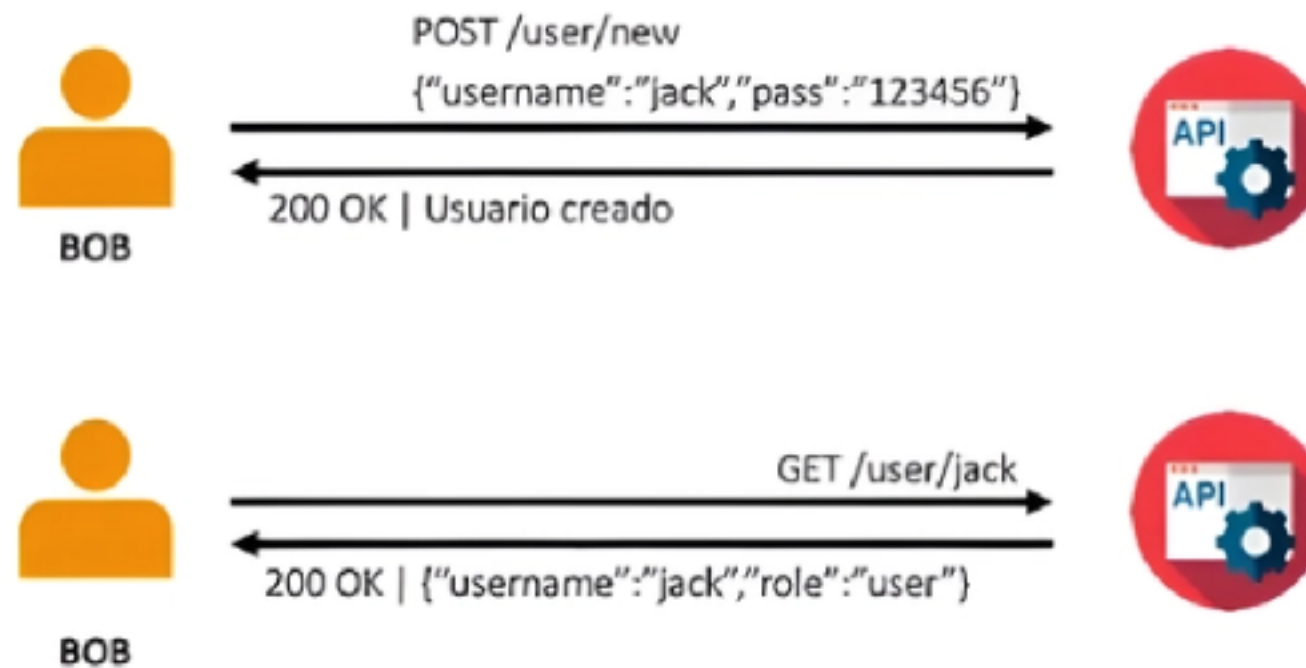 POST /user/new
{"username":"jack","pass":"123456"}
API
200 OK | Usuario creado
BOB
GET /user/jack
API
200 OK | {"username":"jack","role":"user"}
BOB